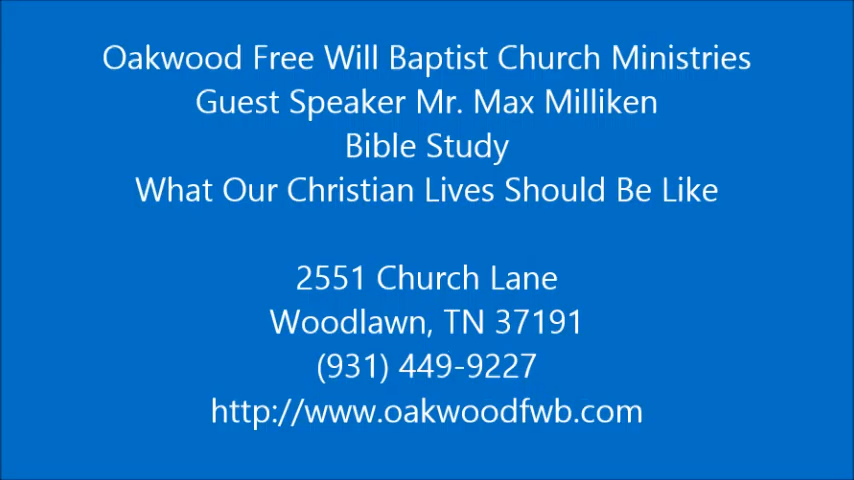 Oakwood Free Will Baptist Church Ministries
Guest Speaker Mr. Max Milliken
Bible Study
What Our Christian Lives Should Be Like
2551 Church Lane
Woodlawn, TN 37191
(931) 449-9227
http://www.oakwoodfwb.com